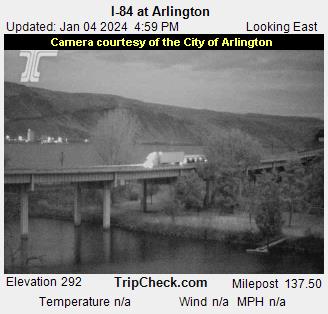 I-84 at Arlington
Updated: Jan 04 2024 4:59 PM Looking East
Camera courtesy of the City of Arlington
Elevation 292 TripCheck.com Milepost 137.50
Temperature n/a Wind n/a MPH n/a